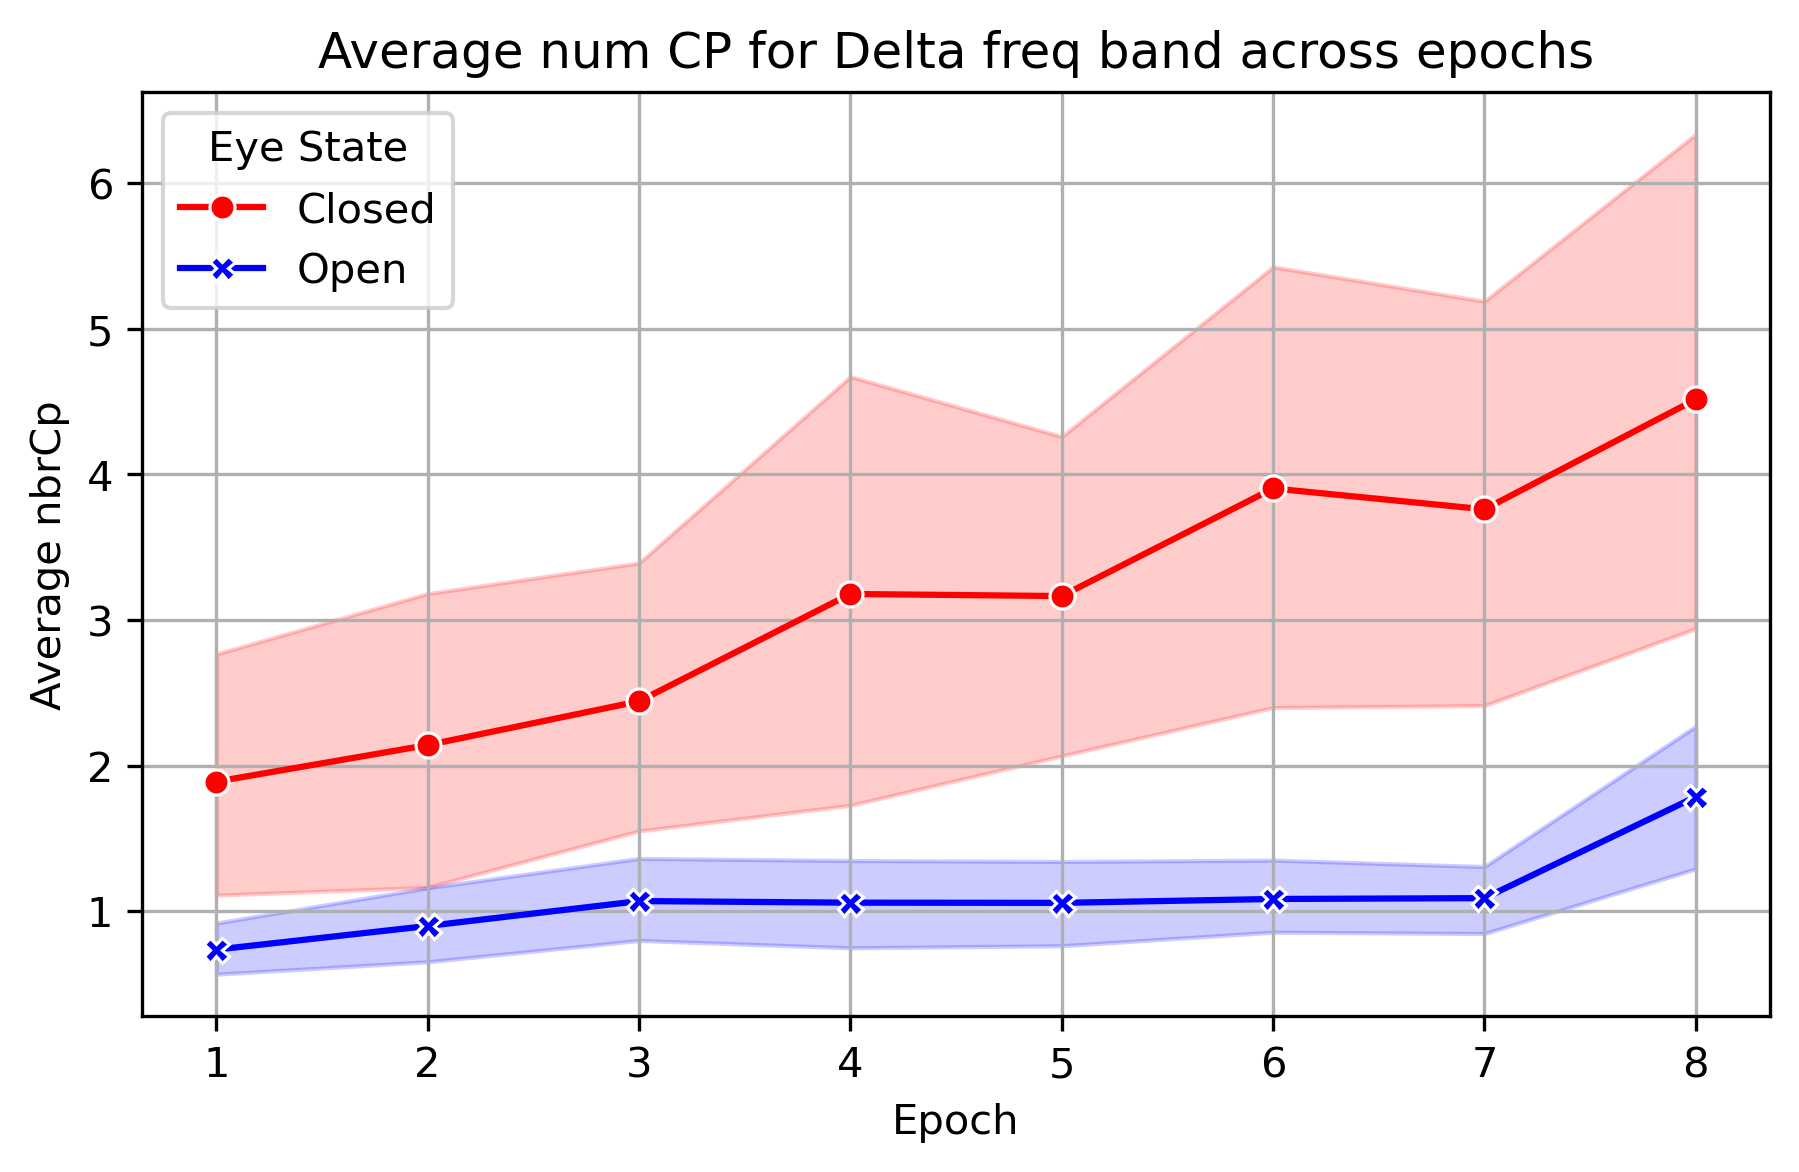 Average num CP for Delta freq band across epochs
Eye State
Closed
Open
Average nbrCp
6
5
4
3
2
1
1 2 3 4 5 6 7 8
Epoch